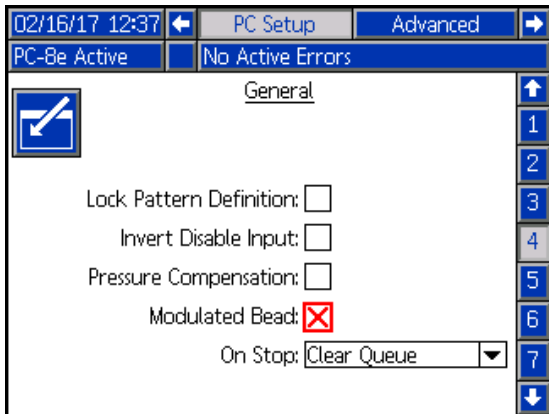 02/16/17 12:37 PC Setup Advanced
PC-8e Active No Active Errors
General
1
2
Lock Pattern Definition: 3
Invert Disable Input: 4
Pressure Compensation: 5
Modulated Bead: 6
On Stop: Clear Queue 7